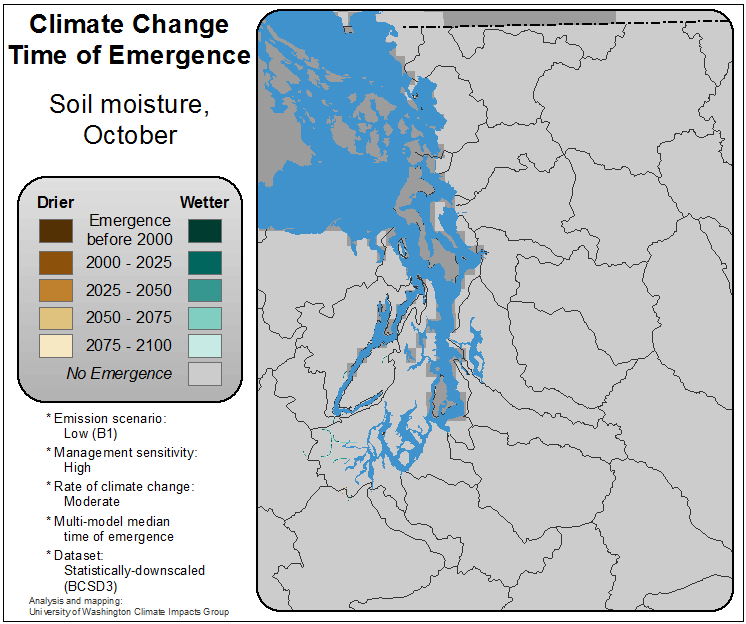 Climate Change
Time of Emergence
Soil moisture,
October
Drier Wetter
Emergence
before 2000
2000 - 2025
2025 - 2050
2050 - 2075
2075 - 2100
No Emergence
* Emission scenario:
Low (B1)
* Management sensitivity:
High
* Rate of climate change:
Moderate
* Multi-model median
time of emergence
* Dataset:
Statistically-downscaled
(BCSD3)
Analysis and mapping:
University of Washington Climate Impacts Group